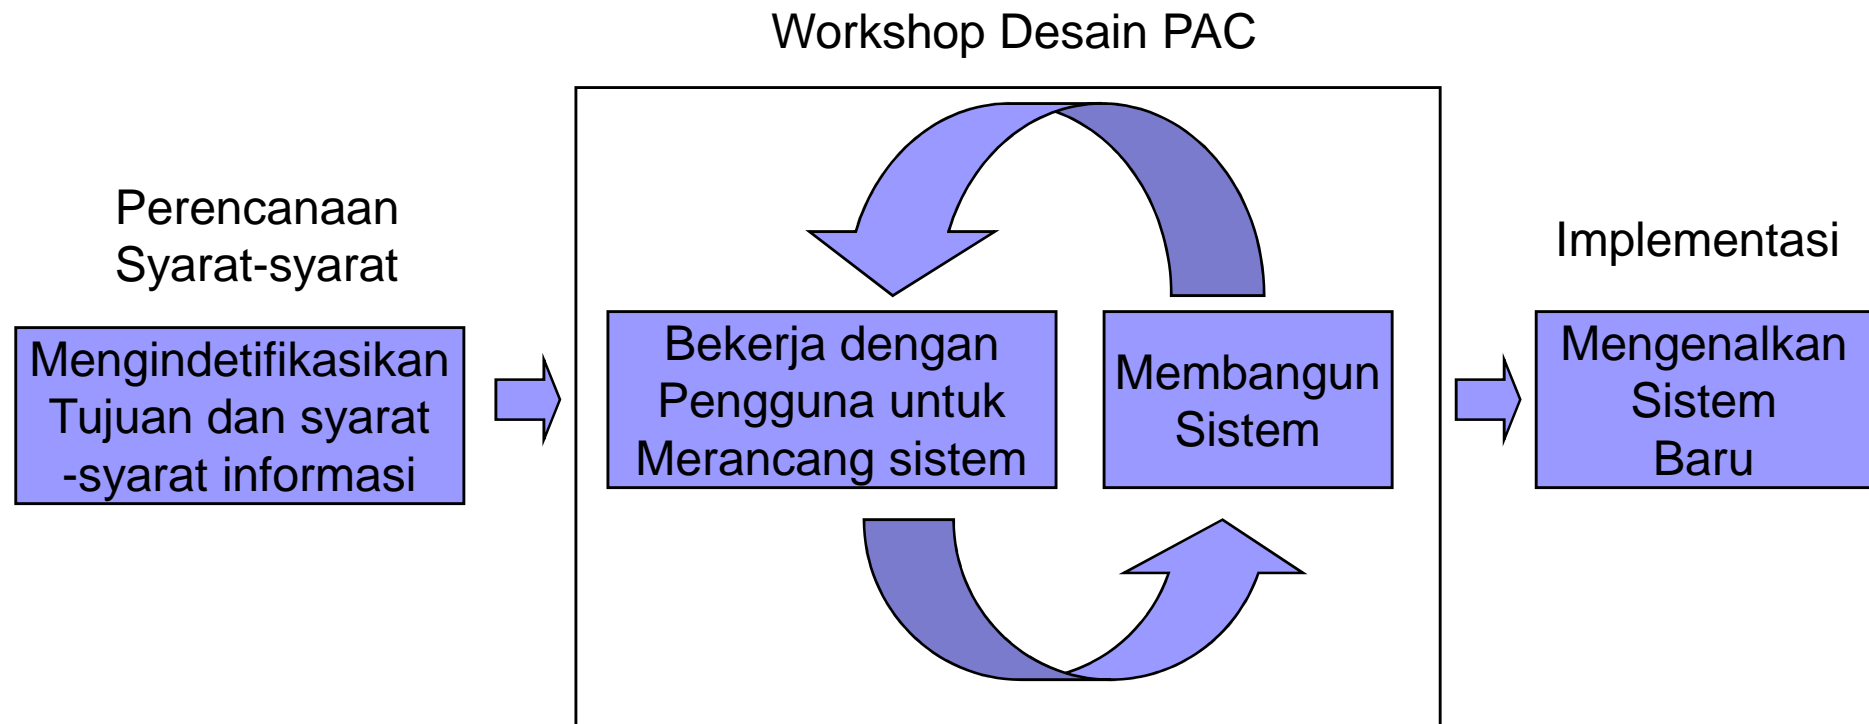 Workshop Desain PAC
Perencanaan
Syarat-syarat
Mengindetifikasikan
Tujuan dan syarat
-syarat informasi
Bekerja dengan
Pengguna untuk
Merancang sistem
Membangun
Sistem
Implementasi
Mengenalkan
Sistem
Baru